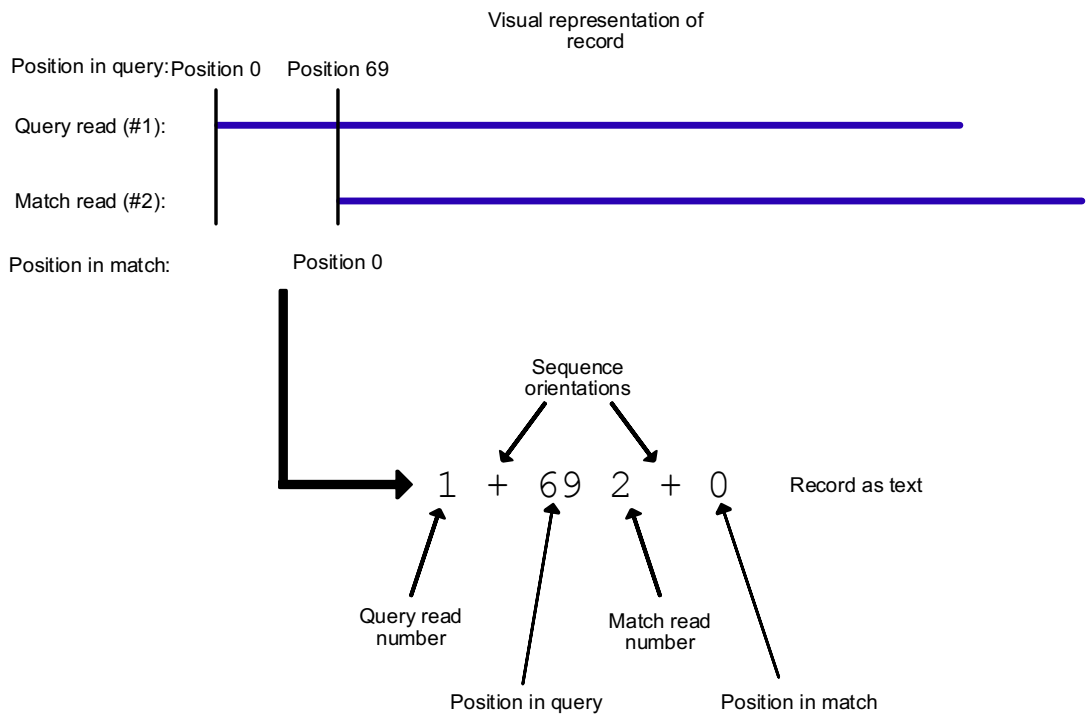 Visual representation of
record
Position in query: Position 0 Position 69
Query read (#1):
Match read (#2):
Position in match: Position 0
Sequence
orientations
1 + 69 2 + 0 Record as text
Query read
number
Match read
number
Position in query Position in match